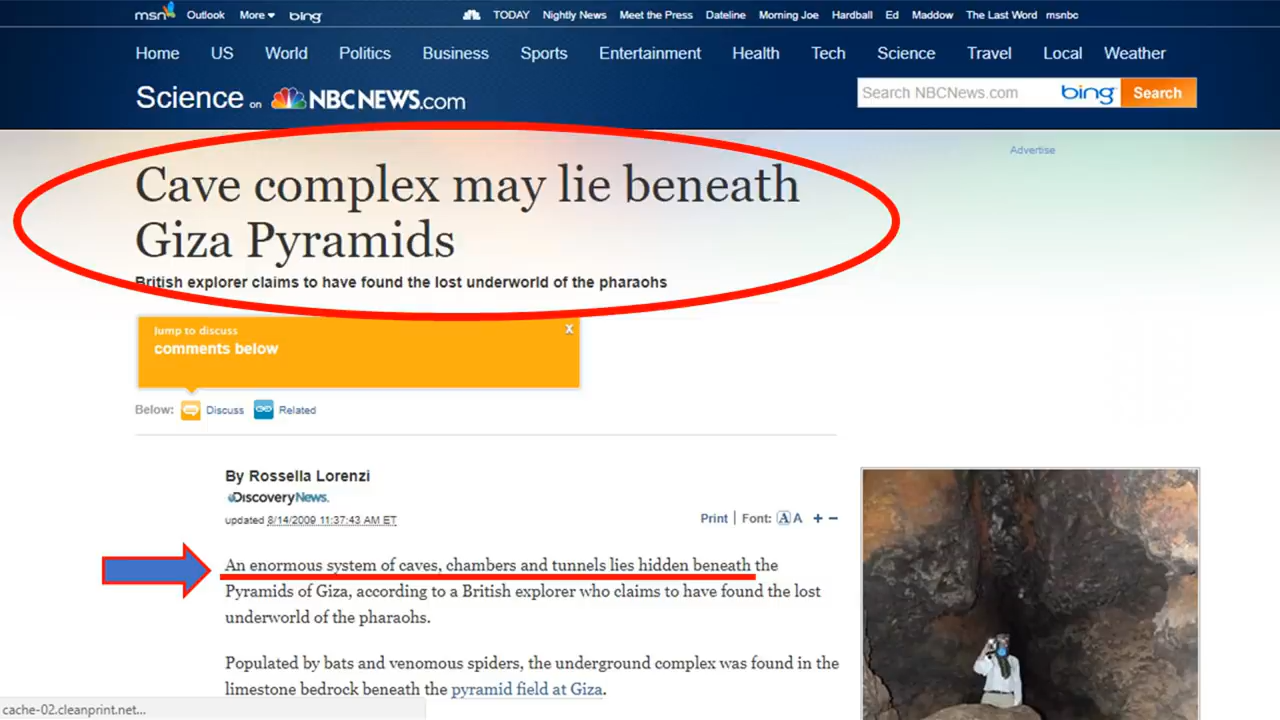 msn Outlook More bing TODAY Nightly News Meet the Press Dateline Morning Joe Hardball Ed Maddow The Last Word msnbc
Home US World Politics Business Sports Entertainment Health Tech Science Travel Local Weather
Science on NBCNEWS.com Search NBCNews.com bing Search
Advertise
Cave complex may lie beneath
Giza Pyramids
British explorer claims to have found the lost underworld of the pharaohs
Jump to discuss X
comments below
Below: Discuss Related
By Rossella Lorenzi
DiscoveryNews.
updated 8/14/2009 11:37:43 AM ET
Print | Font: A A + −
An enormous system of caves, chambers and tunnels lies hidden beneath the
Pyramids of Giza, according to a British explorer who claims to have found the lost
underworld of the pharaohs.
Populated by bats and venomous spiders, the underground complex was found in the
limestone bedrock beneath the pyramid field at Giza.
cache-02.cleanprint.net...